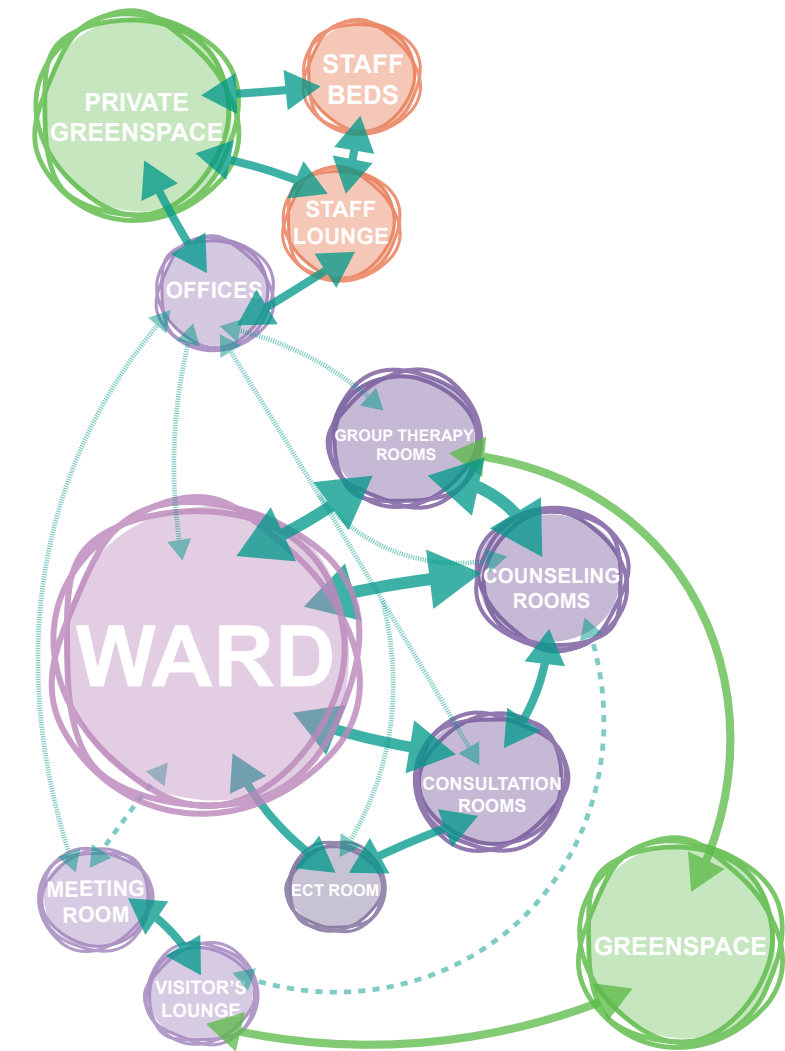 STAFF
BEDS
PRIVATE
GREENSPACE
STAFF
LOUNGE
OFFICES
GROUP THERAPY
ROOMS
COUNSELING
ROOMS
WARD
CONSULTATION
ROOMS
MEETING
ROOM
ECT ROOM
GREENSPACE
VISITOR'S
LOUNGE